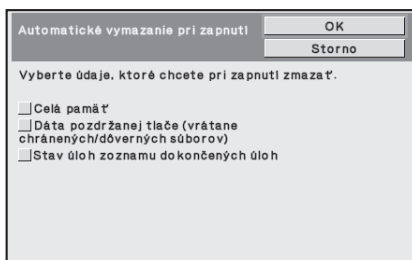 Automatické vymazanie pri zapnutí
OK
Storno
Vyberte údaje, ktoré chcete pri zapnutí zmazať.
Celá pamäť
Dáta pozdržanej tlače (vrátane
chránených/dôverných súborov)
Stav úloh zoznamu dokončených úloh